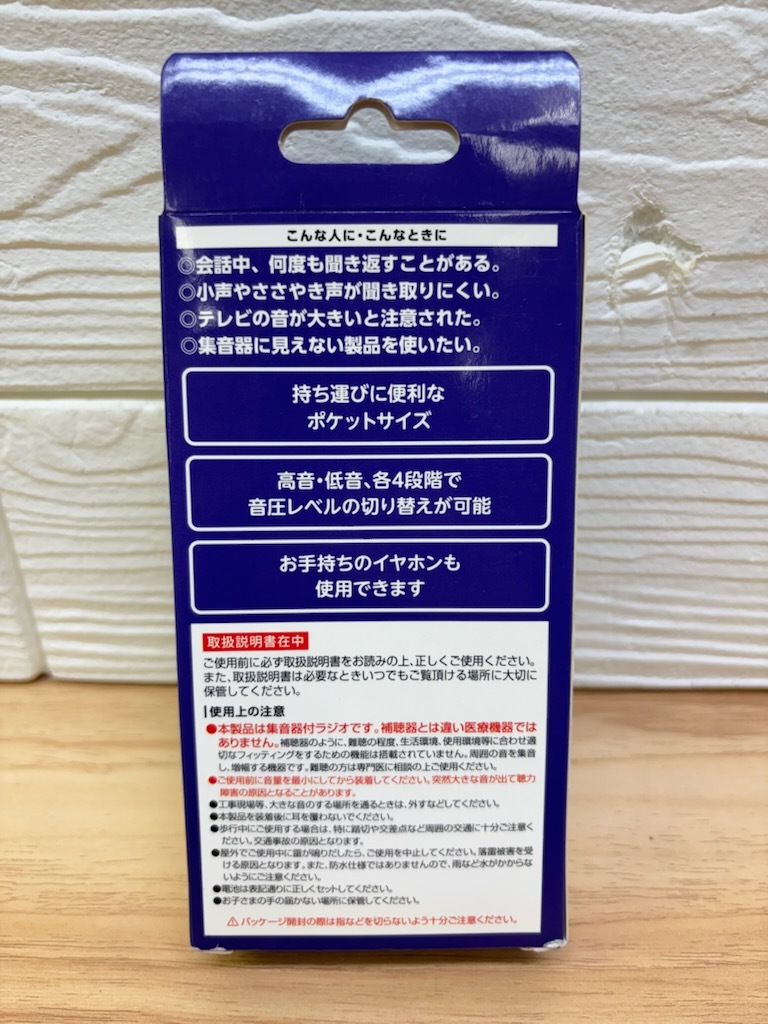 こんな人に・こんなときに
◎会話中、何度も聞き返すことがある。
◎小声やささやき声が聞き取りにくい。
◎テレビの音が大きいと注意された。
◎集音器に見えない製品を使いたい。
持ち運びに便利な
ポケットサイズ
高音・低音、各4段階で
音圧レベルの切り替えが可能
お手持ちのイヤホンも
使用できます
取扱説明書在中
ご使用前に必ず取扱説明書をお読みの上、正しくご使用ください。
また、取扱説明書は必要なときいつでもご覧頂ける場所に大切に
保管してください。
使用上の注意
●本製品は集音器付ラジオです。補聴器とは違い医療機器では
ありません。補聴器のように、難聴の程度、生活環境、使用環境等に合わせ適
切なフィッティングをするための機能は搭載されていません。周囲の音を集音
し、増幅する機器です。難聴の方は専門医に相談の上ご使用ください。
●ご使用前に音量を最小にしてから装着してください。突然大きな音が出て聴力
障害の原因となることがあります。
●工事現場等、大きな音のする場所を通るときは、外すなどしてください。
●本製品を装着後に耳を覆わないでください。
●歩行中にご使用する場合は、特に踏切や交差点など周囲の交通に十分ご注意く
ださい。交通事故の原因となります。
●屋外でご使用中に雷が鳴りだしたら、ご使用を中止してください。落雷被害を受
ける原因となります。また、防水仕様ではありませんので、雨など水がかからな
いようにご注意ください。
●電池は表記通りに正しくセットしてください。
●お子さまの手の届かない場所に保管してください。
⚠ パッケージ開封の際は指などを切らないよう十分ご注意ください。